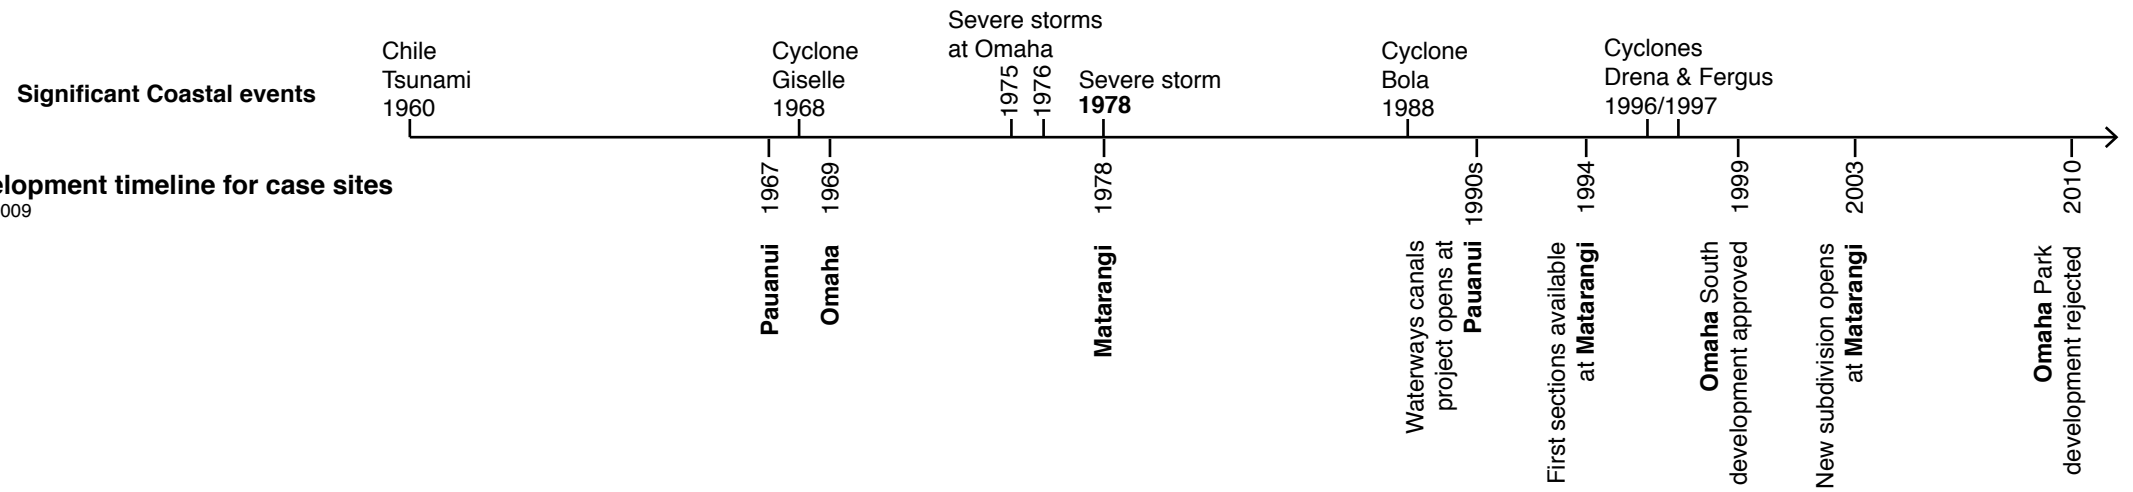 Significant Coastal events
Chile
Tsunami
1960
Cyclone
Giselle
1968
Severe storms
at Omaha
1975
1976
Severe storm
1978
Cyclone
Bola
1988
Cyclones
Drena & Fergus
1996/1997
elopment timeline for case sites
009
1967
Pauanui
1969
Omaha
1978
Matarangi
1990s
Waterways canals
project opens at
Pauanui
1994
First sections available
at Matarangi
1999
Omaha South
development approved
2003
New subdivision opens
at Matarangi
2010
Omaha Park
development rejected